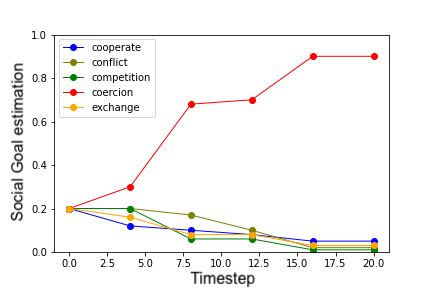 1.0
0.8
0.6
0.4
0.2
0.0
Social Goal estimation
cooperate
conflict
competition
coercion
exchange
0.0 2.5 5.0 7.5 10.0 12.5 15.0 17.5 20.0
Timestep